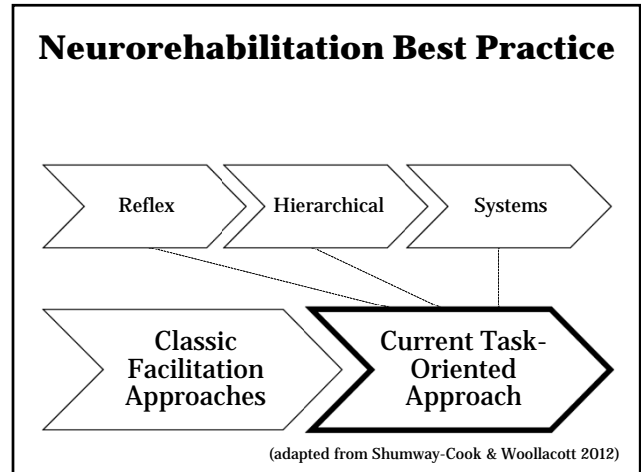 Neurorehabilitation Best Practice
Reflex
Hierarchical
Systems
Classic
Facilitation
Approaches
Current Task-
Oriented
Approach
(adapted from Shumway-Cook & Woollacott 2012)